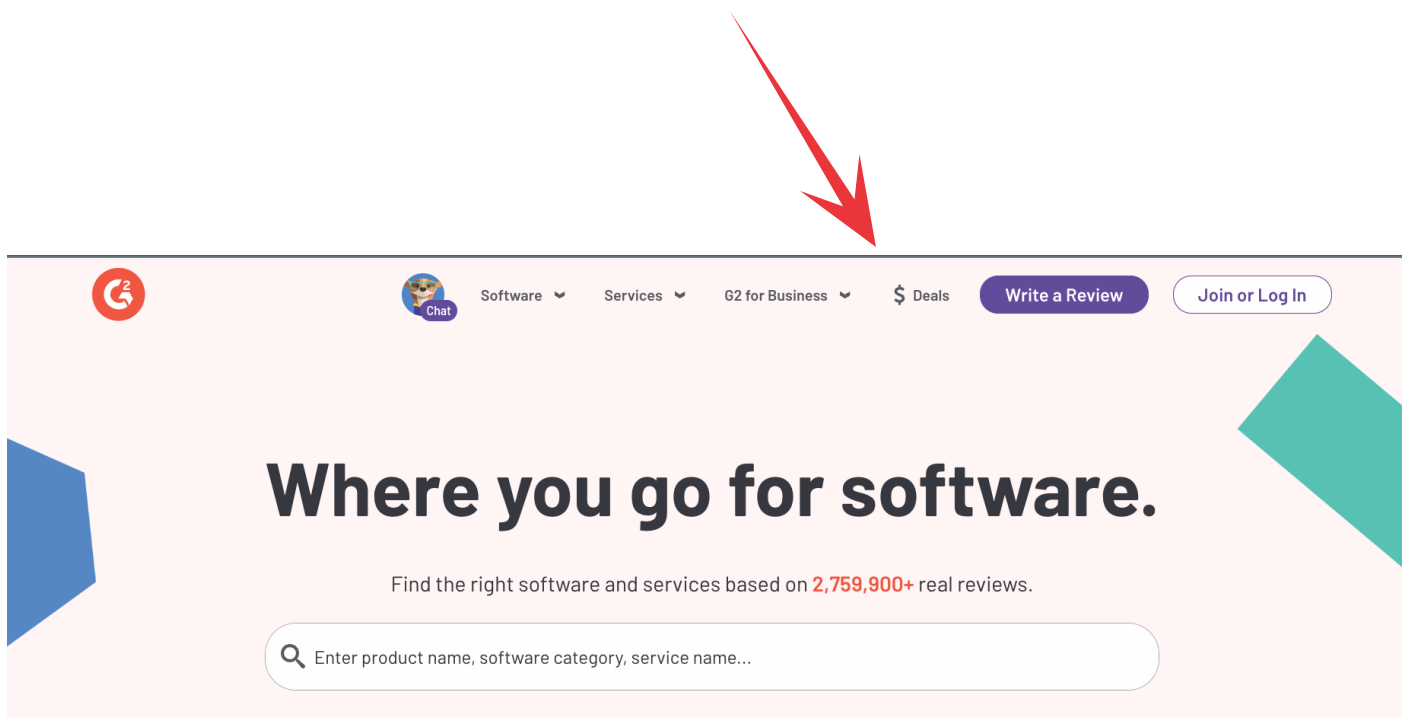 G2
Chat
Software
Services
G2 for Business
$ Deals
Write a Review
Join or Log In
Where you go for software.
Find the right software and services based on 2,759,900+ real reviews.
Enter product name, software category, service name...